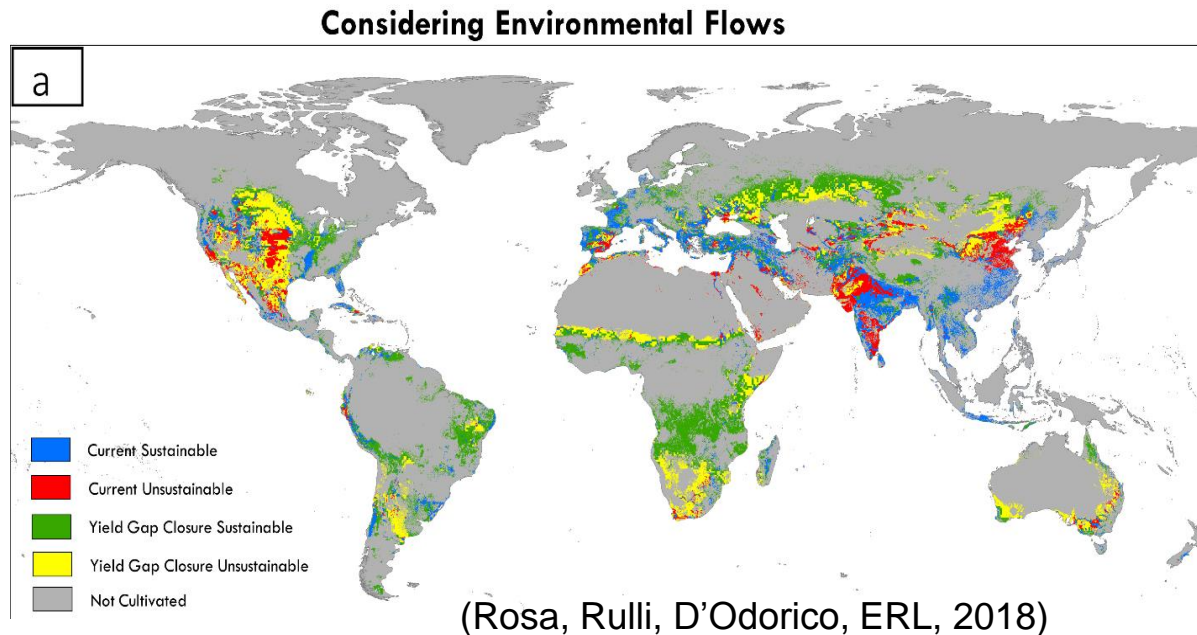 Considering Environmental Flows
a
Current Sustainable
Current Unsustainable
Yield Gap Closure Sustainable
Yield Gap Closure Unsustainable
Not Cultivated
(Rosa, Rulli, D’Odorico, ERL, 2018)